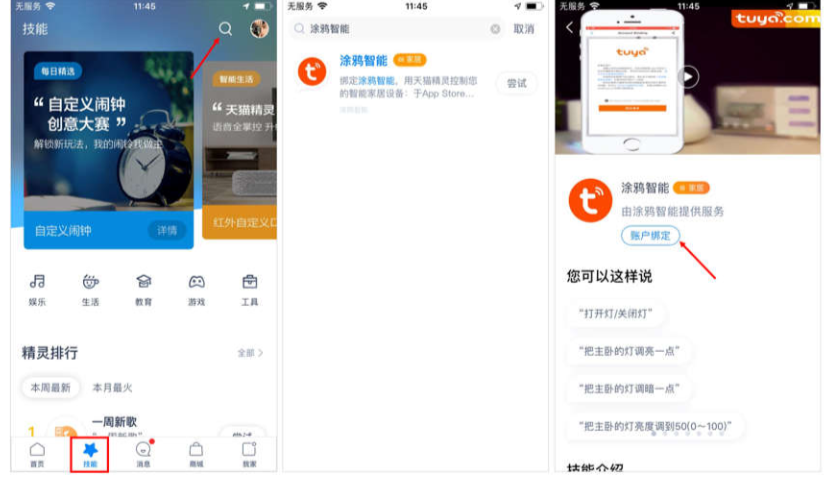 无服务
11:45
技能
每日精选
“自定义闹钟
创意大赛”
解锁新玩法，我的闹铃我做主
自定义闹钟
详情
智能生活
“天猫精灵
语音全掌控 升
红外自定义口
娱乐
生活
教育
游戏
工具
精灵排行
全部
本周最新
本月最火
1
一周新歌
首页
技能
消息
商城
我家
无服务
11:45
涂鸦智能
取消
涂鸦智能
家居
绑定涂鸦智能，用天猫精灵控制您
的智能家居设备：于App Store...
尝试
无服务
11:45
tuya.com
tuya
涂鸦智能
家居
由涂鸦智能提供服务
账户绑定
您可以这样说
“打开灯/关闭灯”
“把主卧的灯调亮一点”
“把主卧的灯调暗一点”
“把主卧的灯亮度调到50(0~100)”
技能介绍